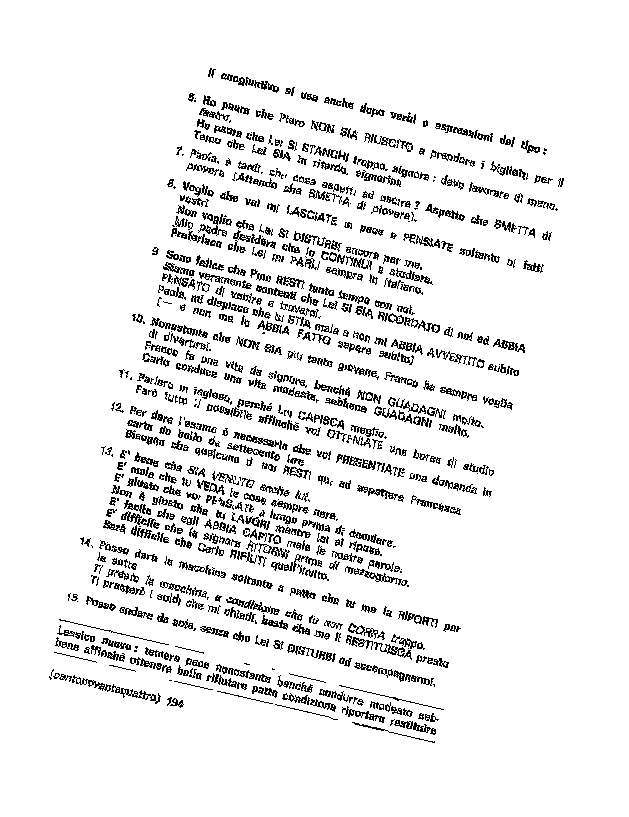 Il congiuntivo si usa anche dopo verbi o espressioni del tipo:
6. Ho paura che Piero NON SIA RIUSCITO a prendere i biglietti per il
teatro.
Ho paura che Lei SI STANCHI troppo, signora: deve lavorare di meno.
Temo che Lei SIA in ritardo, signorina
7. Paola, è tardi, che cosa aspetti ad uscire? Aspetto che SMETTA di
piovere (Attendo che SMETTA di piovere).
8. Voglio che voi mi LASCIATE in pace e PENSIATE soltanto ai fatti
vostri
Non voglio che Lei SI DISTURBI ancora per me.
Mio padre desidera che io CONTINUI a studiare.
Preferisco che Lei mi PARLI sempre in italiano.
9. Sono felice che Pino RESTI tanto tempo con noi.
Siamo veramente contenti che Lei SI SIA RICORDATO di noi ed ABBIA
PENSATO di venire a trovarci.
Paola, mi dispiace che tu STIA male e non mi ABBIA AVVERTITO subito
(— e non me lo ABBIA FATTO sapere subito)
10. Nonostante che NON SIA più tanto giovane, Franco ha sempre voglia
di divertirsi.
Franco fa una vita da signore, benché NON GUADAGNI molto.
Carlo conduce una vita modesta, sebbene GUADAGNI molto.
11. Parlerò in inglese, perché Lei CAPISCA meglio.
Farò tutto il possibile affinché voi OTTENIATE una borsa di studio
12. Per dare l'esame è necessario che voi PRESENTIATE una domanda in
carta da bollo da settecento lire
Bisogna che qualcuno di noi RESTI qui ad aspettare Francesca
13. E' bene che SIA VENUTO anche lui.
E' male che tu VEDA le cose sempre nere.
E' giusto che voi PENSIATE a lungo prima di decidere.
Non è giusto che tu LAVORI mentre lei si riposa.
E' facile che egli ABBIA CAPITO male le nostre parole.
E' difficile che la signora RITORNI prima di mezzogiorno.
Sarà difficile che Carlo RIFIUTI quell'invito.
14. Posso darti la macchina soltanto a patto che tu me la RIPORTI per
le sette
Ti presto la macchina, a condizione che tu non CORRA troppo.
Ti presterò i soldi che mi chiedi, basta che me li RESTITUISCA presto
15. Posso andare da sola, senza che Lei SI DISTURBI ad accompagnarmi.
Lessico nuovo: temere pace nonostante benché condurre modesto seb-
bene affinché ottenere bollo rifiutare patto condizione riportare restituire
(centonovantaquattro) 194